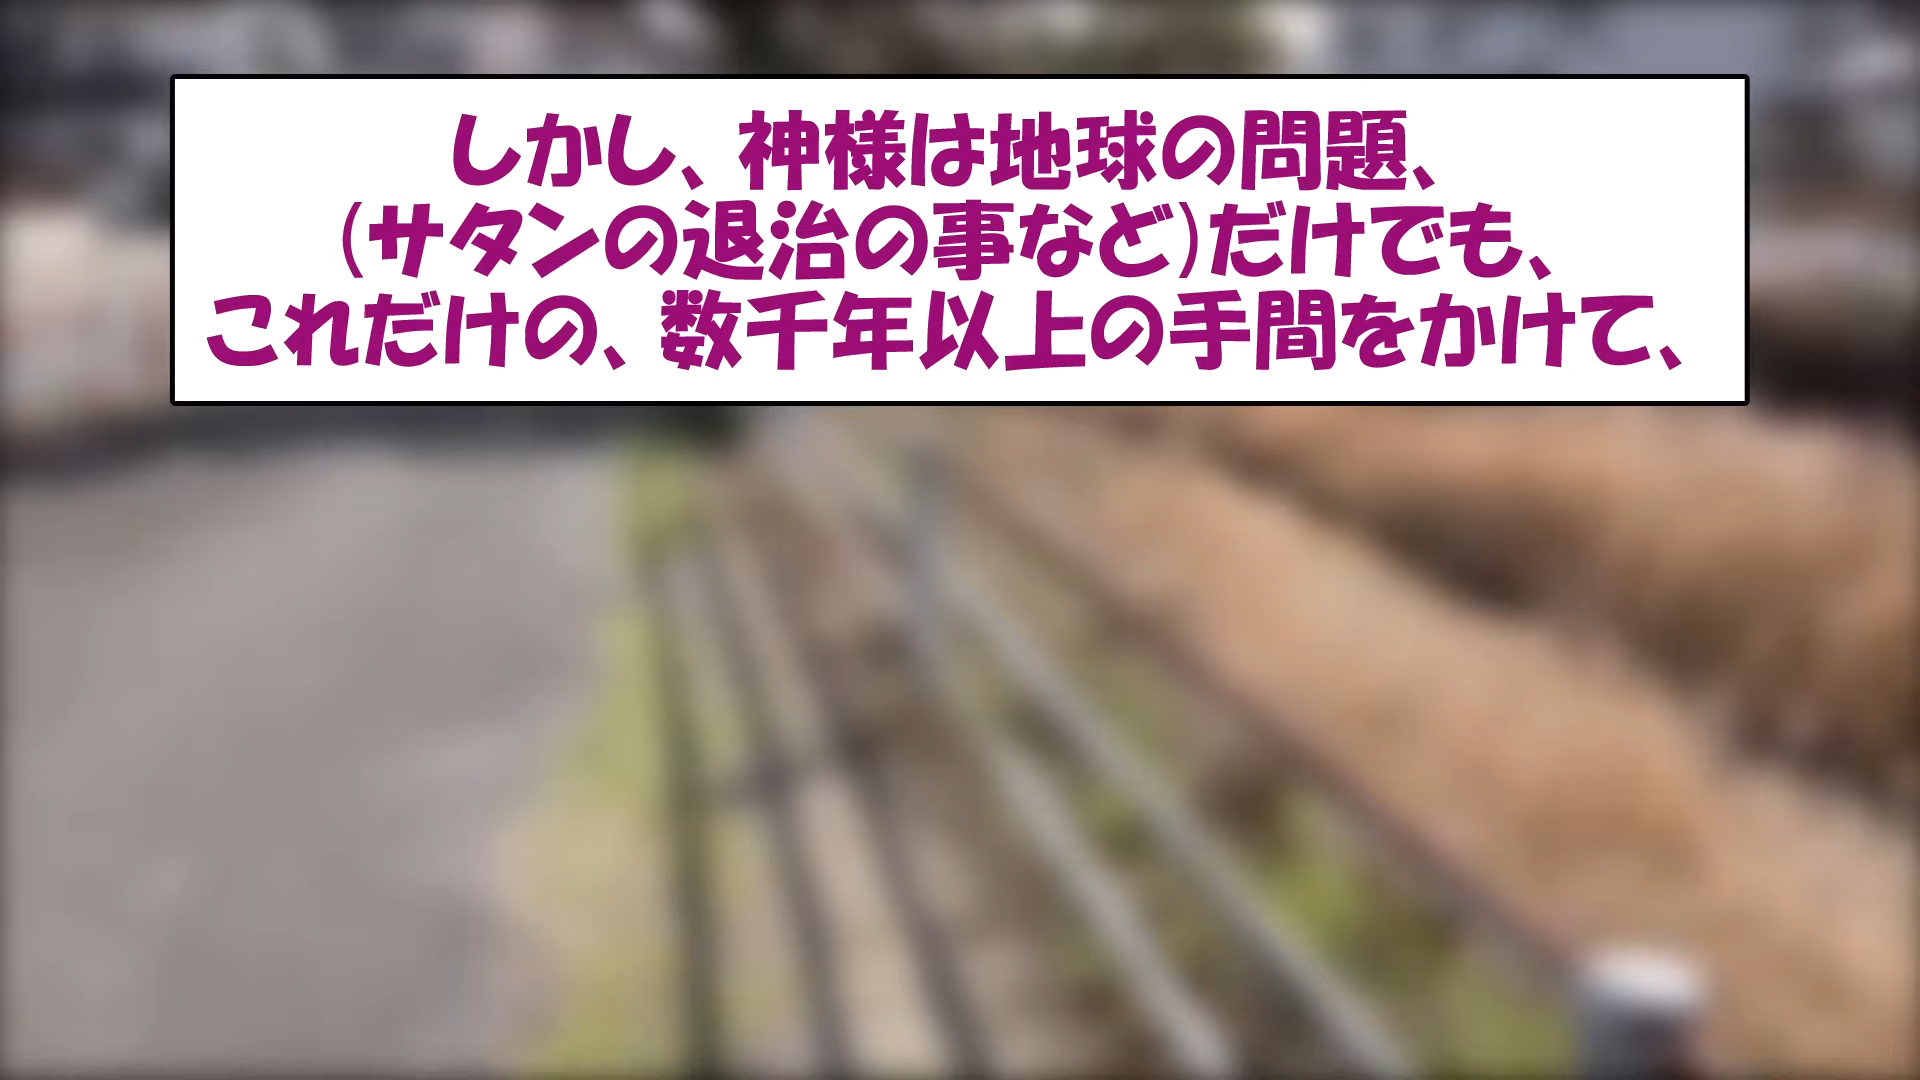 しかし、神様は地球の問題、
(サタンの退治の事など)だけでも、
これだけの、数千年以上の手間をかけて、